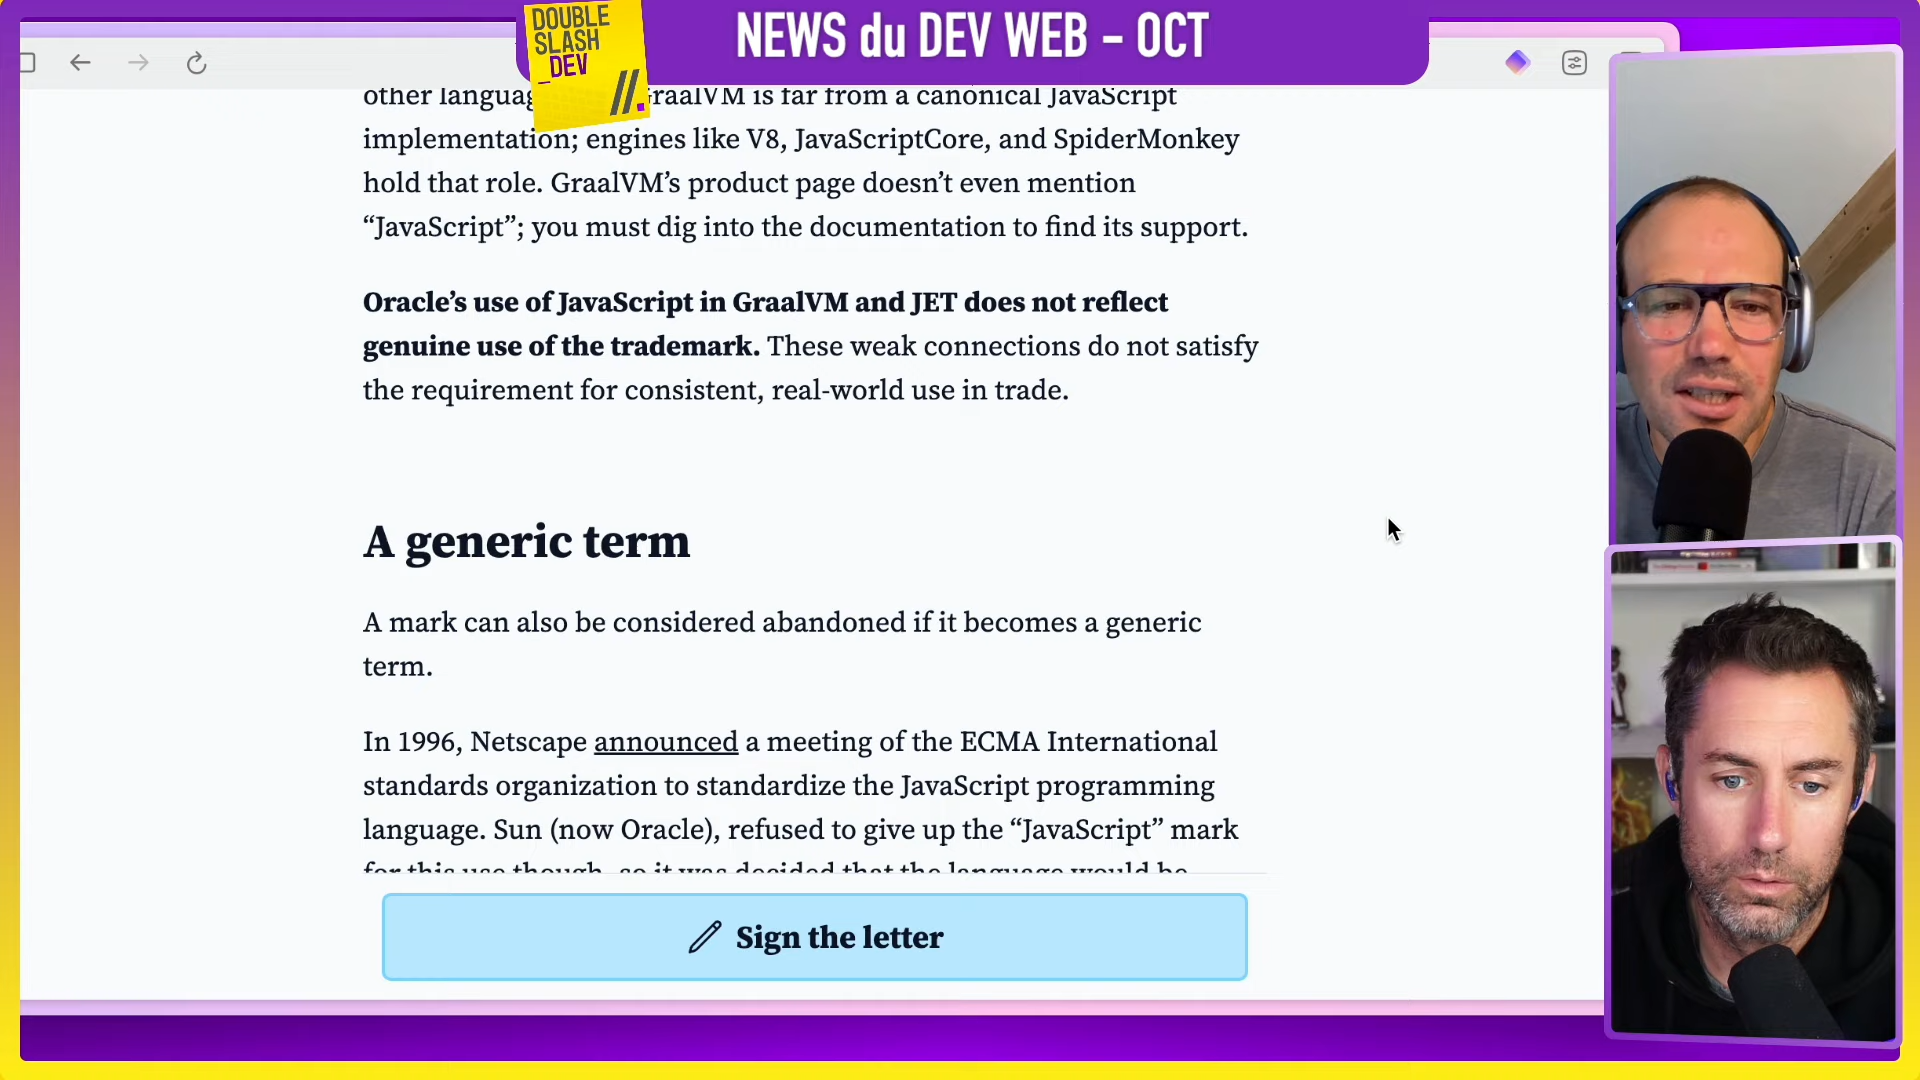 NEWS du DEV WEB – OCT
DOUBLE
SLASH
_DEV
//.
other GraalVM is far from a canonical JavaScript
implementation; engines like V8, JavaScriptCore, and SpiderMonkey
hold that role. GraalVM’s product page doesn’t even mention
“JavaScript”; you must dig into the documentation to find its support.
Oracle’s use of JavaScript in GraalVM and JET does not reflect
genuine use of the trademark. These weak connections do not satisfy
the requirement for consistent, real-world use in trade.
A generic term
A mark can also be considered abandoned if it becomes a generic
term.
In 1996, Netscape announced a meeting of the ECMA International
standards organization to standardize the JavaScript programming
language. Sun (now Oracle), refused to give up the “JavaScript” mark
for this use though, so it was decided that the language would be
Sign the letter